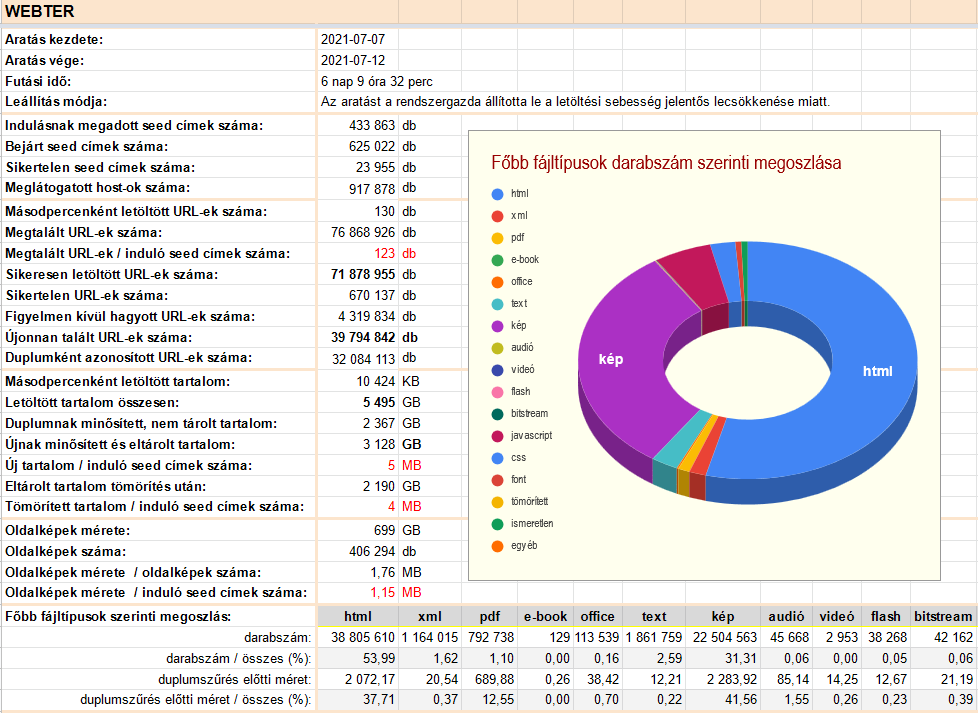 WEBTER
Aratás kezdete: 2021-07-07
Aratás vége: 2021-07-12
Futási idő: 6 nap 9 óra 32 perc
Leállítás módja: Az aratást a rendszergazda állította le a letöltési sebesség jelentős lecsökkenése miatt.
Indulásnak megadott seed címek száma: 433 863 db
Bejárt seed címek száma: 625 022 db
Sikertelen seed címek száma: 23 955 db
Meglátogatott host-ok száma: 917 878 db
Másodpercenként letöltött URL-ek száma: 130 db
Megtalált URL-ek száma: 76 868 926 db
Megtalált URL-ek / induló seed címek száma: 123 db
Sikeresen letöltött URL-ek száma: 71 878 955 db
Sikertelen URL-ek száma: 670 137 db
Figyelmen kívül hagyott URL-ek száma: 4 319 834 db
Újonnan talált URL-ek száma: 39 794 842 db
Duplumként azonosított URL-ek száma: 32 084 113 db
Másodpercenként letöltött tartalom: 10 424 KB
Letöltött tartalom összesen: 5 495 GB
Duplumnak minősített, nem tárolt tartalom: 2 367 GB
Újnak minősített és eltárolt tartalom: 3 128 GB
Új tartalom / induló seed címek száma: 5 MB
Eltárolt tartalom tömörítés után: 2 190 GB
Tömörített tartalom / induló seed címek száma: 4 MB
Oldalképek mérete: 699 GB
Oldalképek száma: 406 294 db
Oldalképek mérete / oldalképek száma: 1,76 MB
Oldalképek mérete / induló seed címek száma: 1,15 MB
Főbb fájltípusok darabszám szerinti megoszlása
html
xml
pdf
e-book
office
text
kép
audió
videó
flash
bitstream
javascript
css
font
tömörített
ismeretlen
egyéb
kép
html
Főbb fájltípusok szerinti megoszlás: html xml pdf e-book office text kép audió videó flash bitstream
darabszám: 38 805 610 1 164 015 792 738 129 113 539 1 861 759 22 504 563 45 668 2 953 38 268 42 162
darabszám / összes (%): 53,99 1,62 1,10 0,00 0,16 2,59 31,31 0,06 0,00 0,05 0,06
duplumszűrés előtti méret: 2 072,17 20,54 689,88 0,26 38,42 12,21 2 283,92 85,14 14,25 12,67 21,19
duplumszűrés előtti méret / összes (%): 37,71 0,37 12,55 0,00 0,70 0,22 41,56 1,55 0,26 0,23 0,39